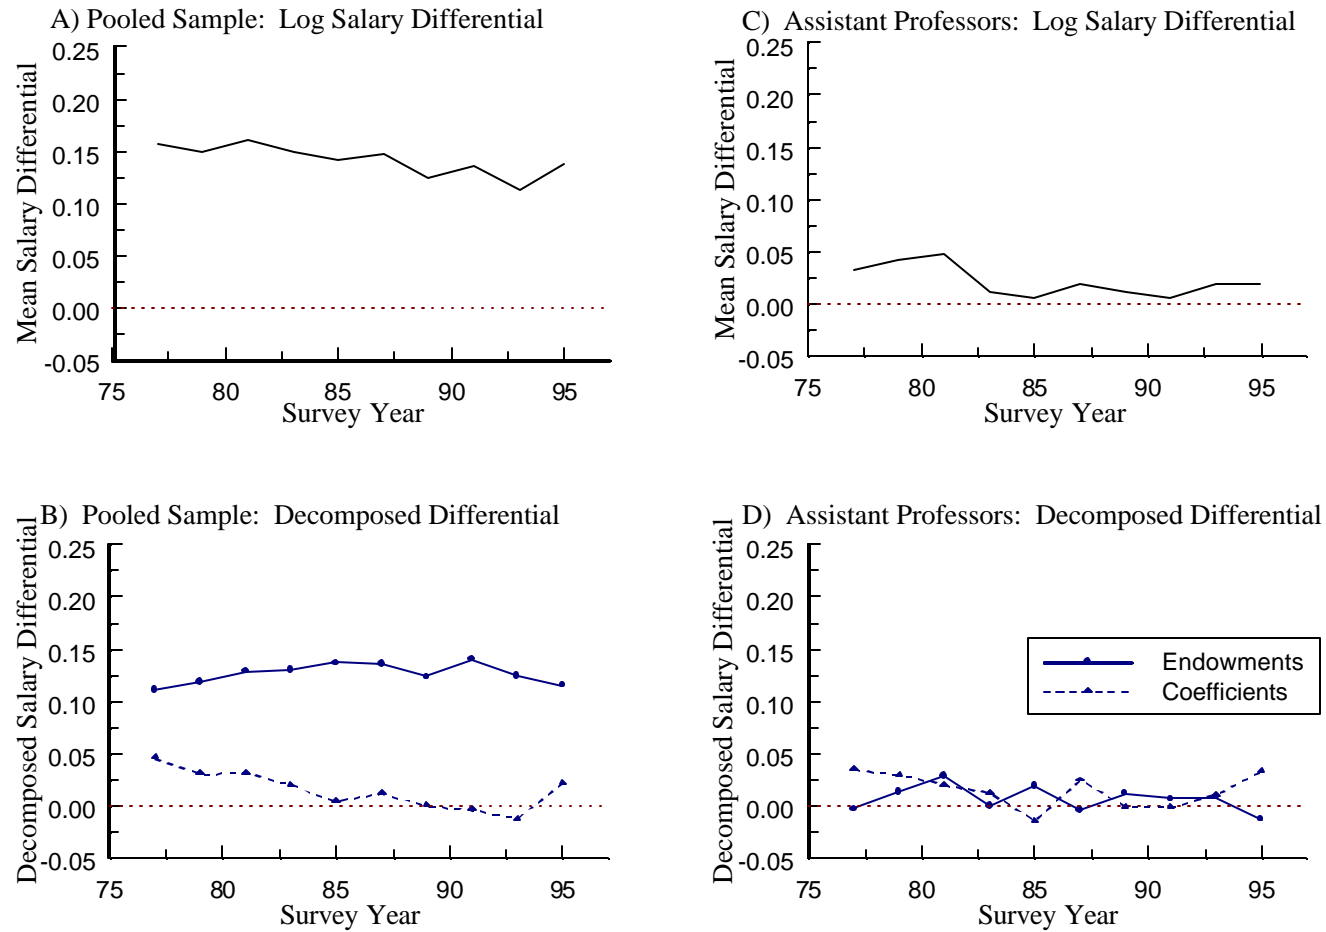 A) Pooled Sample: Log Salary Differential
Mean Salary Differential
0.25
0.20
0.15
0.10
0.05
0.00
-0.05
75 80 85 90 95
Survey Year
C) Assistant Professors: Log Salary Differential
Mean Salary Differential
0.25
0.20
0.15
0.10
0.05
0.00
-0.05
75 80 85 90 95
Survey Year
B) Pooled Sample: Decomposed Differential
Decomposed Salary Differential
0.25
0.20
0.15
0.10
0.05
0.00
-0.05
75 80 85 90 95
Survey Year
D) Assistant Professors: Decomposed Differential
Decomposed Salary Differential
0.25
0.20
0.15
0.10
0.05
0.00
-0.05
Endowments
Coefficients
75 80 85 90 95
Survey Year